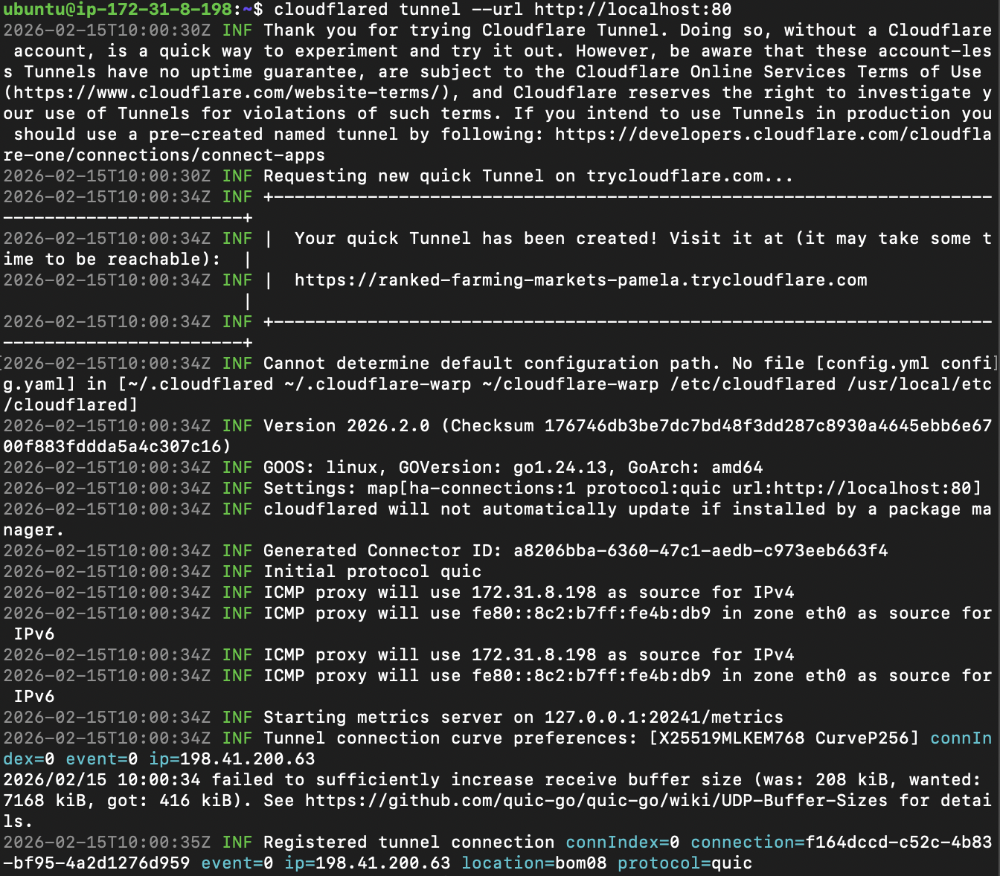 ubuntu@ip-172-31-8-198:~$ cloudflared tunnel --url http://localhost:80
2026-02-15T10:00:30Z INF Thank you for trying Cloudflare Tunnel. Doing so, without a Cloudflare
 account, is a quick way to experiment and try it out. However, be aware that these account-les
s Tunnels have no uptime guarantee, are subject to the Cloudflare Online Services Terms of Use
(https://www.cloudflare.com/website-terms/), and Cloudflare reserves the right to investigate y
our use of Tunnels for violations of such terms. If you intend to use Tunnels in production you
 should use a pre-created named tunnel by following: https://developers.cloudflare.com/cloudfla
re-one/connections/connect-apps
2026-02-15T10:00:30Z INF Requesting new quick Tunnel on trycloudflare.com...
2026-02-15T10:00:34Z INF +---------------------------------------------------------------------
-----------------------+
2026-02-15T10:00:34Z INF |  Your quick Tunnel has been created! Visit it at (it may take some t
ime to be reachable):  |
2026-02-15T10:00:34Z INF |  https://ranked-farming-markets-pamela.trycloudflare.com
                       |
2026-02-15T10:00:34Z INF +---------------------------------------------------------------------
-----------------------+
2026-02-15T10:00:34Z INF Cannot determine default configuration path. No file [config.yml confi
g.yaml] in [~/.cloudflared ~/.cloudflare-warp ~/cloudflare-warp /etc/cloudflared /usr/local/etc
/cloudflared]
2026-02-15T10:00:34Z INF Version 2026.2.0 (Checksum 176746db3be7dc7bd48f3dd287c8930a4645ebb6e67
00f883fddda5a4c307c16)
2026-02-15T10:00:34Z INF GOOS: linux, GOVersion: go1.24.13, GoArch: amd64
2026-02-15T10:00:34Z INF Settings: map[ha-connections:1 protocol:quic url:http://localhost:80]
2026-02-15T10:00:34Z INF cloudflared will not automatically update if installed by a package ma
nager.
2026-02-15T10:00:34Z INF Generated Connector ID: a8206bba-6360-47c1-aedb-c973eeb663f4
2026-02-15T10:00:34Z INF Initial protocol quic
2026-02-15T10:00:34Z INF ICMP proxy will use 172.31.8.198 as source for IPv4
2026-02-15T10:00:34Z INF ICMP proxy will use fe80::8c2:b7ff:fe4b:db9 in zone eth0 as source for
 IPv6
2026-02-15T10:00:34Z INF ICMP proxy will use 172.31.8.198 as source for IPv4
2026-02-15T10:00:34Z INF ICMP proxy will use fe80::8c2:b7ff:fe4b:db9 in zone eth0 as source for
 IPv6
2026-02-15T10:00:34Z INF Starting metrics server on 127.0.0.1:20241/metrics
2026-02-15T10:00:34Z INF Tunnel connection curve preferences: [X25519MLKEM768 CurveP256] connIn
dex=0 event=0 ip=198.41.200.63
2026/02/15 10:00:34 failed to sufficiently increase receive buffer size (was: 208 kiB, wanted:
7168 kiB, got: 416 kiB). See https://github.com/quic-go/quic-go/wiki/UDP-Buffer-Sizes for detai
ls.
2026-02-15T10:00:35Z INF Registered tunnel connection connIndex=0 connection=f164dccd-c52c-4b83
-bf95-4a2d1276d959 event=0 ip=198.41.200.63 location=bom08 protocol=quic